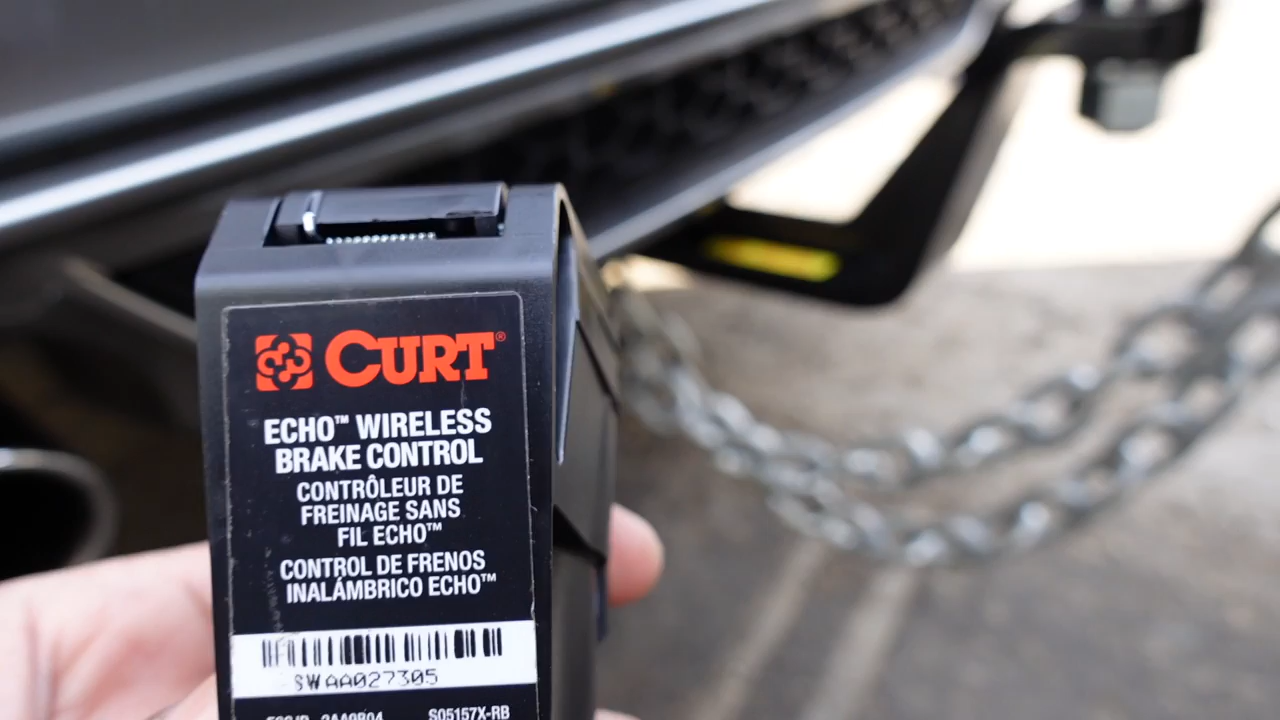 CURT®
ECHO™ WIRELESS
BRAKE CONTROL
CONTRÔLEUR DE
FREINAGE SANS
FIL ECHO™
CONTROL DE FRENOS
INALÁMBRICO ECHO™
SWAA027305
S05157X-RB